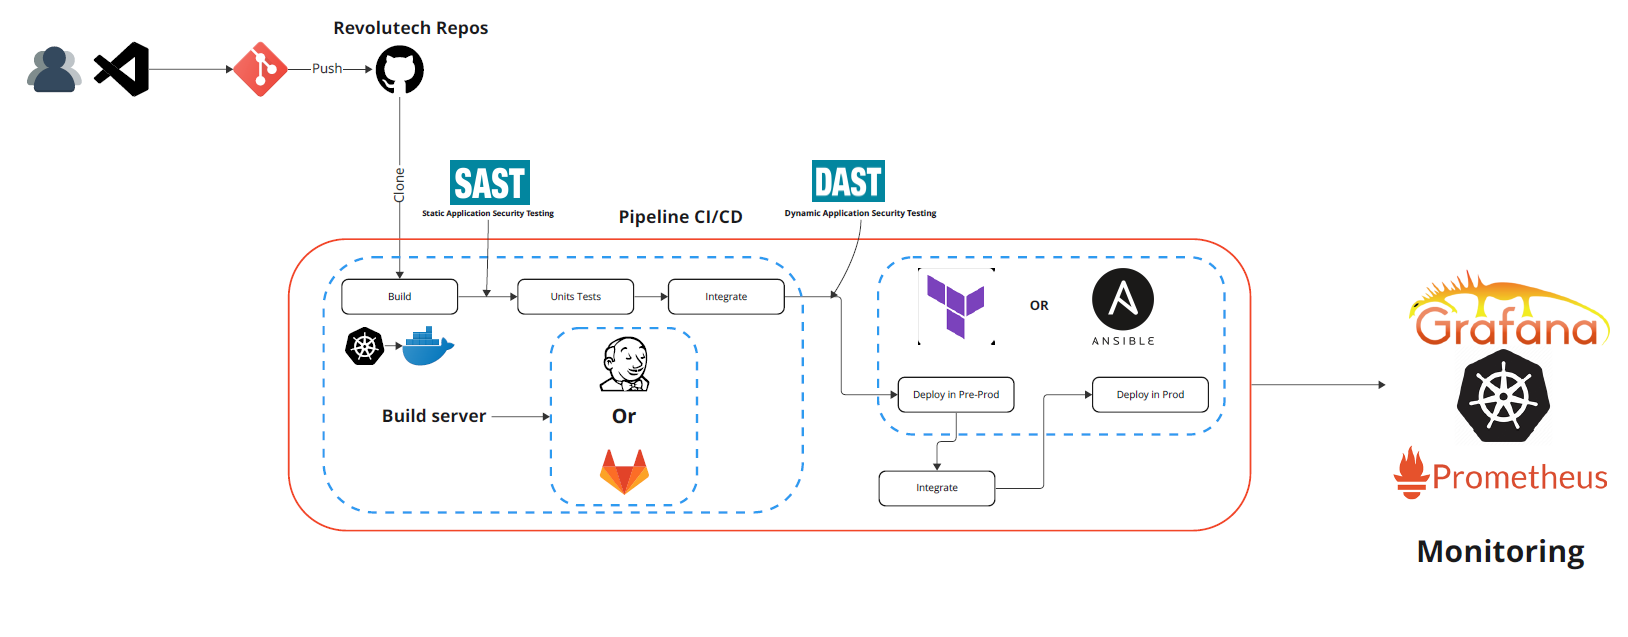 Revolutech Repos
Push
Clone
SAST
Static Application Security Testing
DAST
Dynamic Application Security Testing
Pipeline CI/CD
Build
Units Tests
Integrate
OR
ANSIBLE
Build server
Or
Deploy in Pre-Prod
Deploy in Prod
Integrate
Grafana
Prometheus
Monitoring